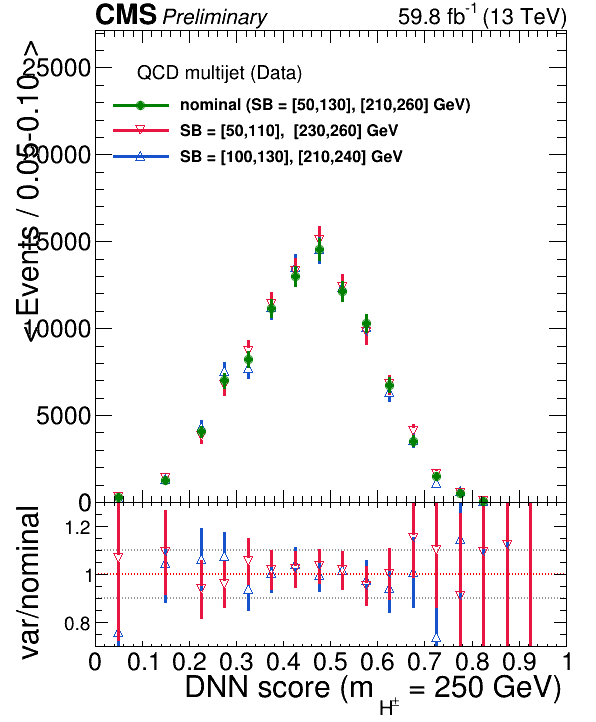 CMS Preliminary 59.8 fb⁻¹ (13 TeV)
< Events / 0.05-0.10 >
25000
20000
15000
10000
5000
0
QCD multijet (Data)
nominal (SB = [50,130], [210,260] GeV)
SB = [50,110], [230,260] GeV
SB = [100,130], [210,240] GeV
var/nominal
1.2
1
0.8
0 0.1 0.2 0.3 0.4 0.5 0.6 0.7 0.8 0.9 1
DNN score (m_H± = 250 GeV)